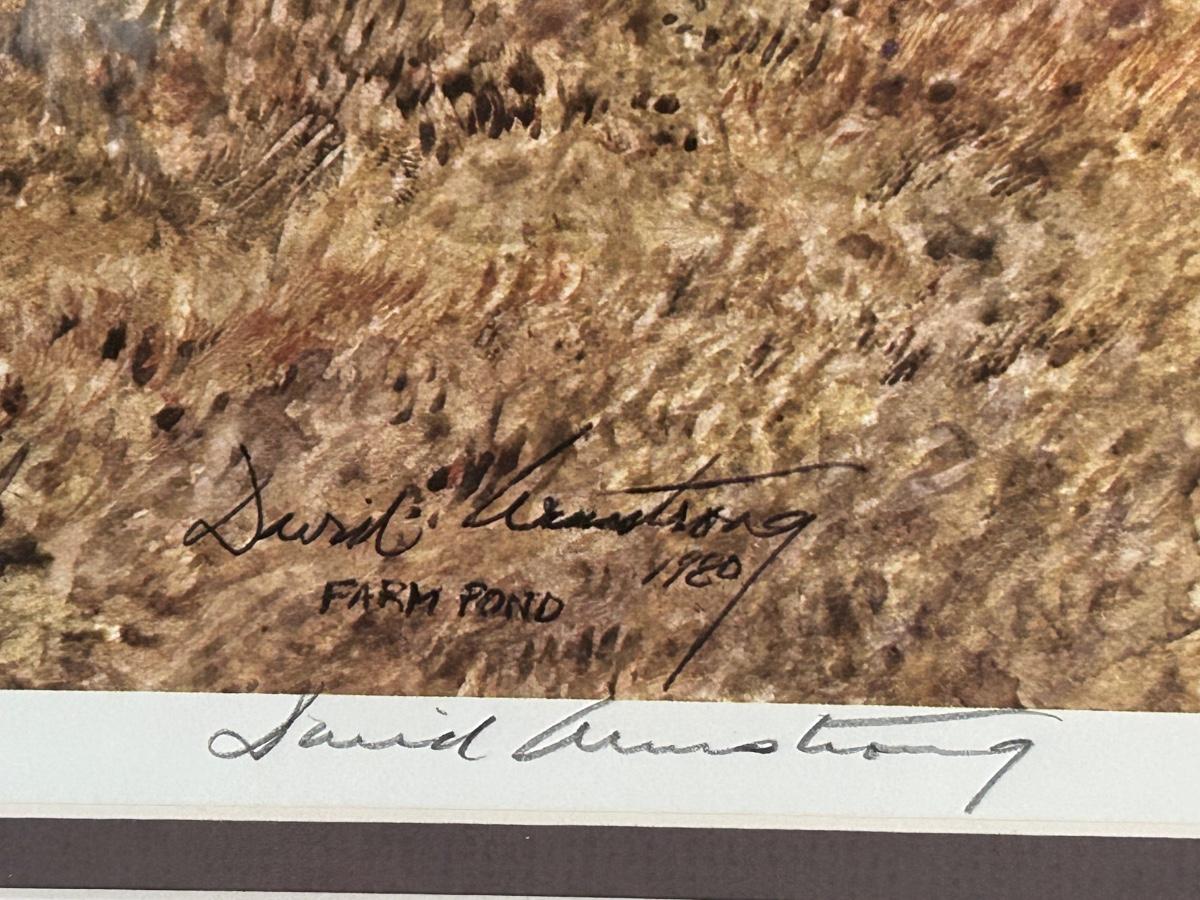 David Armstrong
1980
FARM POND
David Armstrong